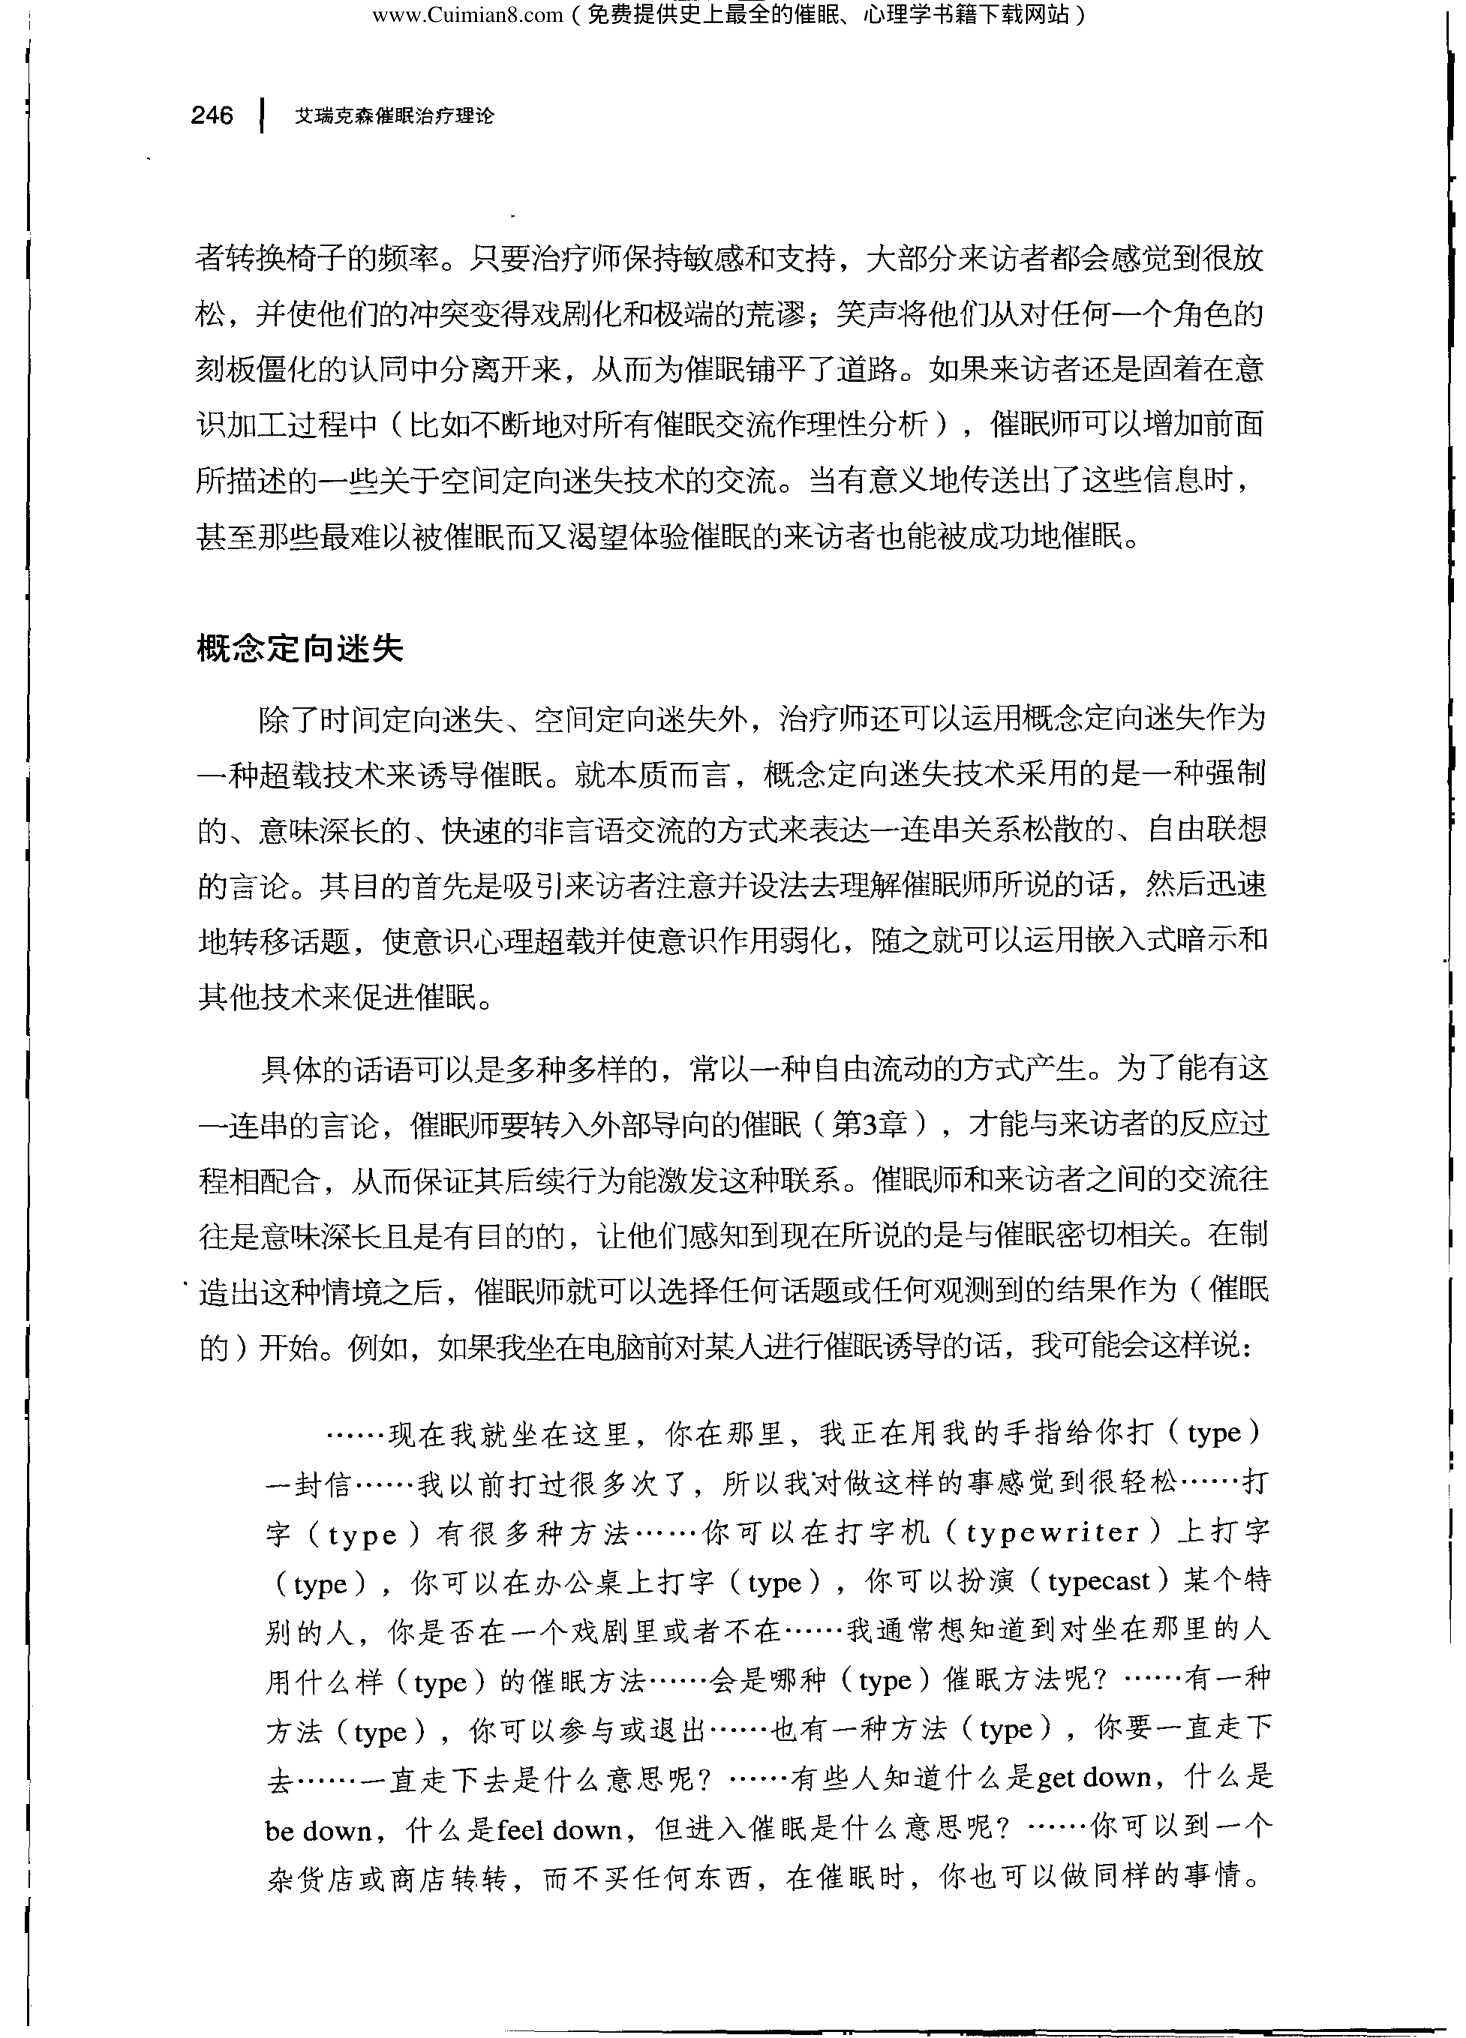 www.Cuimian8.com（免费提供史上最全的催眠、心理学书籍下载网站）
246 艾瑞克森催眠治疗理论
者转换椅子的频率。只要治疗师保持敏感和支持，大部分来访者都会感觉到很放
松，并使他们的冲突变得戏剧化和极端的荒谬；笑声将他们从对任何一个角色的
刻板僵化的认同中分离开来，从而为催眠铺平了道路。如果来访者还是固着在意
识加工过程中（比如不断地对所有催眠交流作理性分析），催眠师可以增加前面
所描述的一些关于空间定向迷失技术的交流。当有意义地传送出了这些信息时，
甚至那些最难以被催眠而又渴望体验催眠的来访者也能被成功地催眠。
概念定向迷失
除了时间定向迷失、空间定向迷失外，治疗师还可以运用概念定向迷失作为
一种超载技术来诱导催眠。就本质而言，概念定向迷失技术采用的是一种强制
的、意味深长的、快速的非言语交流的方式来表达一连串关系松散的、自由联想
的言论。其目的首先是吸引来访者注意并设法去理解催眠师所说的话，然后迅速
地转移话题，使意识心理超载并使意识作用弱化，随之就可以运用嵌入式暗示和
其他技术来促进催眠。
具体的话语可以是多种多样的，常以一种自由流动的方式产生。为了能有这
一连串的言论，催眠师要转入外部导向的催眠（第3章），才能与来访者的反应过
程相配合，从而保证其后续行为能激发这种联系。催眠师和来访者之间的交流往
往是意味深长且是有目的的，让他们感知到现在所说的是与催眠密切相关。在制
造出这种情境之后，催眠师就可以选择任何话题或任何观测到的结果作为（催眠
的）开始。例如，如果我坐在电脑前对某人进行催眠诱导的话，我可能会这样说：
……现在我就坐在这里，你在那里，我正在用我的手指给你打（type）
一封信……我以前打过很多次了，所以我对做这样的事感觉到很轻松……打
字（type）有很多种方法……你可以在打字机（typewriter）上打字
（type），你可以在办公桌上打字（type），你可以扮演（typecast）某个特
别的人，你是否在一个戏剧里或者不在……我通常想知道到对坐在那里的人
用什么样（type）的催眠方法……会是哪种（type）催眠方法呢？……有一种
方法（type），你可以参与或退出……也有一种方法（type），你要一直走下
去……一直走下去是什么意思呢？……有些人知道什么是get down，什么是
be down，什么是feel down，但进入催眠是什么意思呢？……你可以到一个
杂货店或商店转转，而不买任何东西，在催眠时，你也可以做同样的事情。